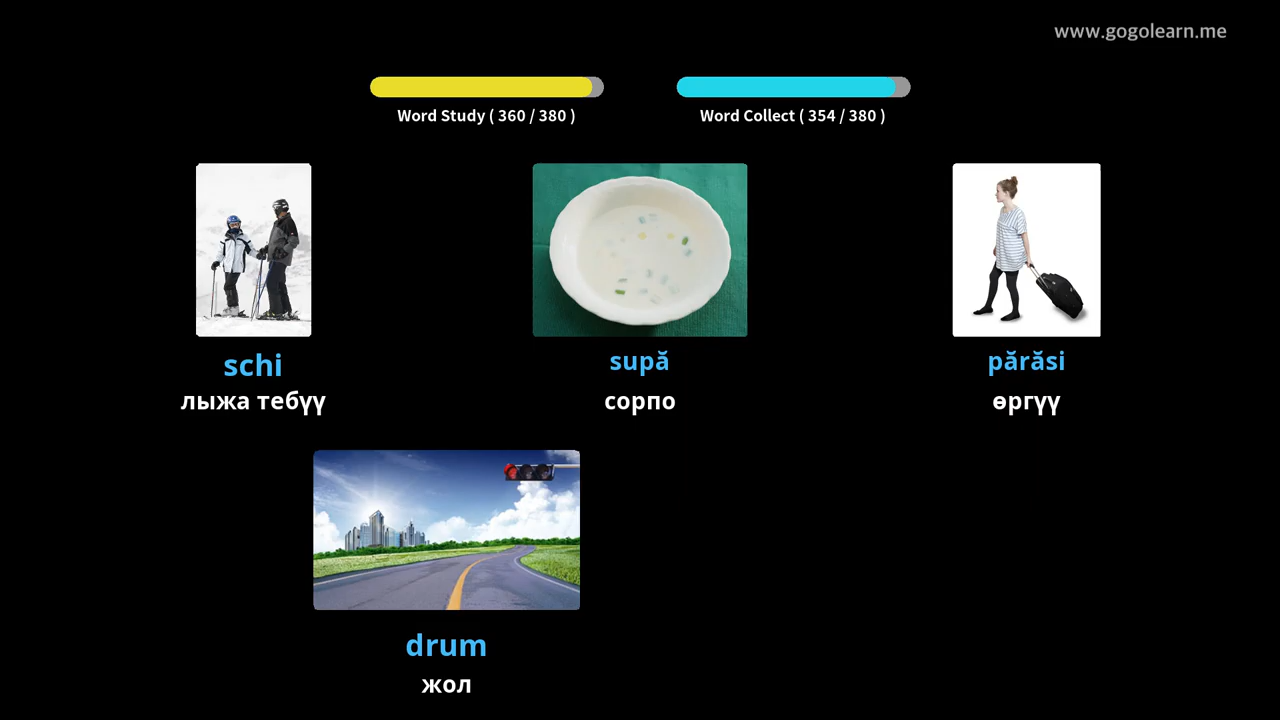 www.gogolearn.me
Word Study ( 360 / 380 )
Word Collect ( 354 / 380 )
schi
лыжа тебүү
supă
сорпо
părăsi
өргүү
drum
жол